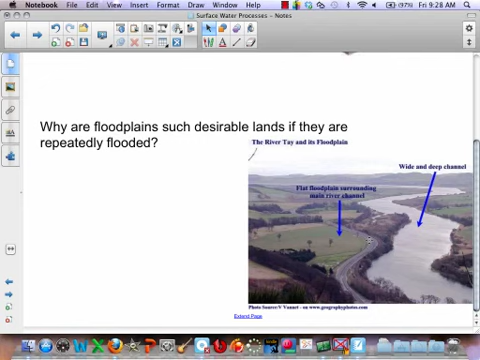 Notebook File Edit View Insert Format Tools Draw Window Help (97%) Fri 9:28 AM
Surface Water Processes – Notes
Why are floodplains such desirable lands if they are
repeatedly flooded?
The River Tay and its Floodplain
Wide and deep channel
Flat floodplain surrounding
main river channel
Photo Source:V Vannet - on www.geographyphotos.com
Extend Page